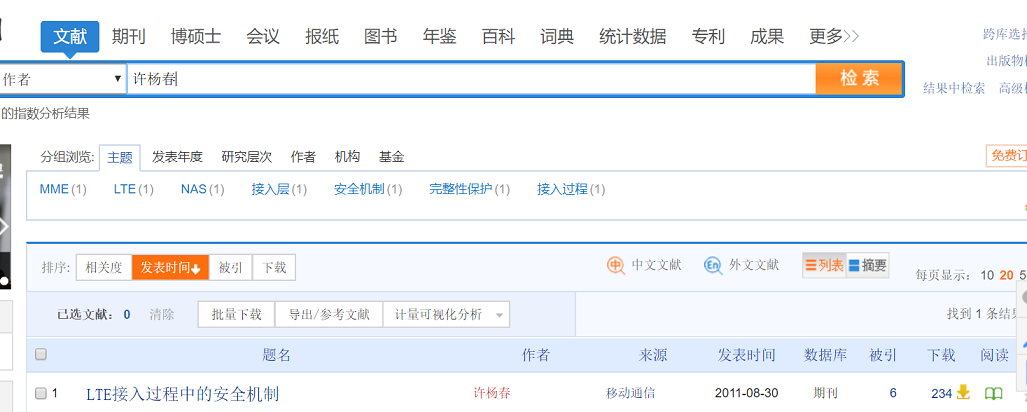 文献 期刊 博硕士 会议 报纸 图书 年鉴 百科 词典 统计数据 专利 成果 更多>>
跨库选择
作者 许杨春 检 索
出版物
结果中检索 高级
的指数分析结果
分组浏览: 主题 发表年度 研究层次 作者 机构 基金
免费订
MME(1) LTE(1) NAS(1) 接入层(1) 安全机制(1) 完整性保护(1) 接入过程(1)
排序: 相关度 发表时间 被引 下载 中 中文文献 En 外文文献 列表 摘要 每页显示: 10 20 5
已选文献: 0 清除 批量下载 导出/参考文献 计量可视化分析 找到 1 条结果
题名 作者 来源 发表时间 数据库 被引 下载 阅读
1 LTE接入过程中的安全机制 许杨春 移动通信 2011-08-30 期刊 6 234